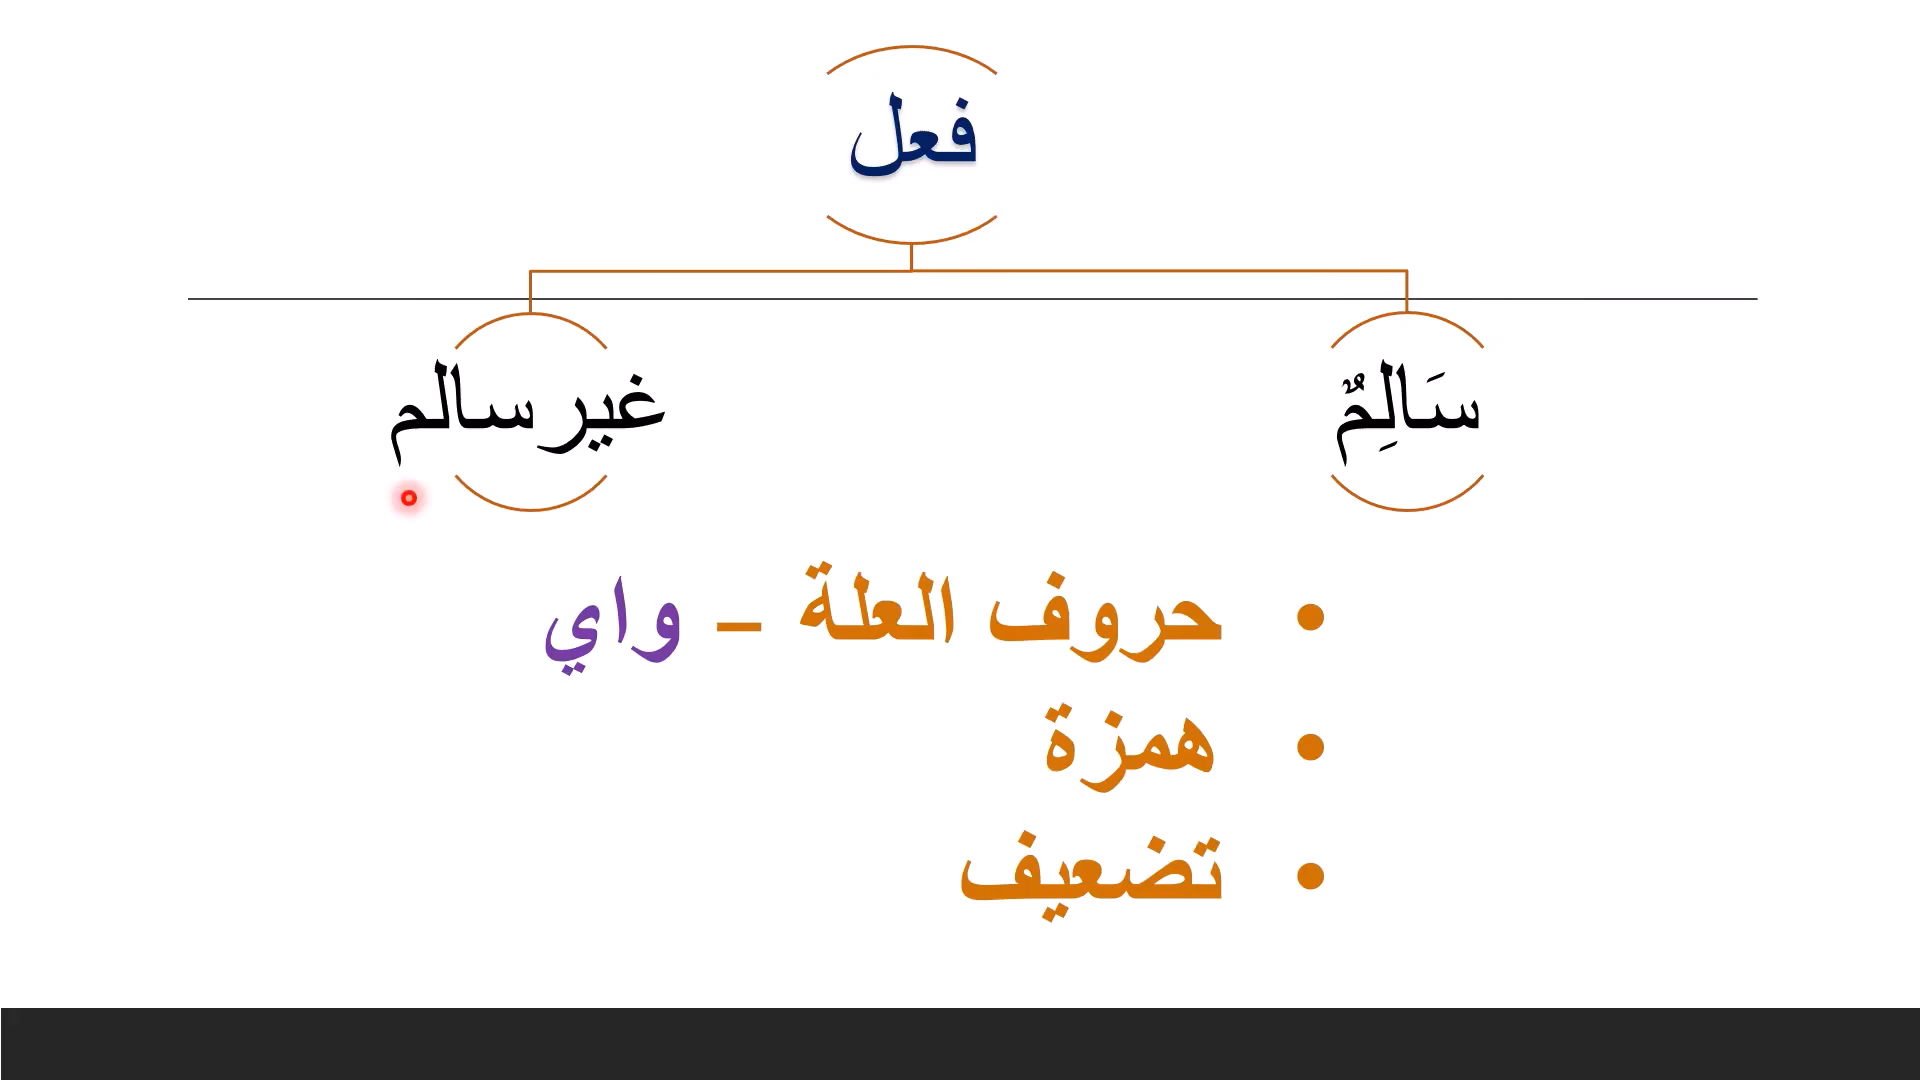 فعل
سَالِمٌ
غير سالم
• حروف العلة – واي
• همزة
• تضعيف